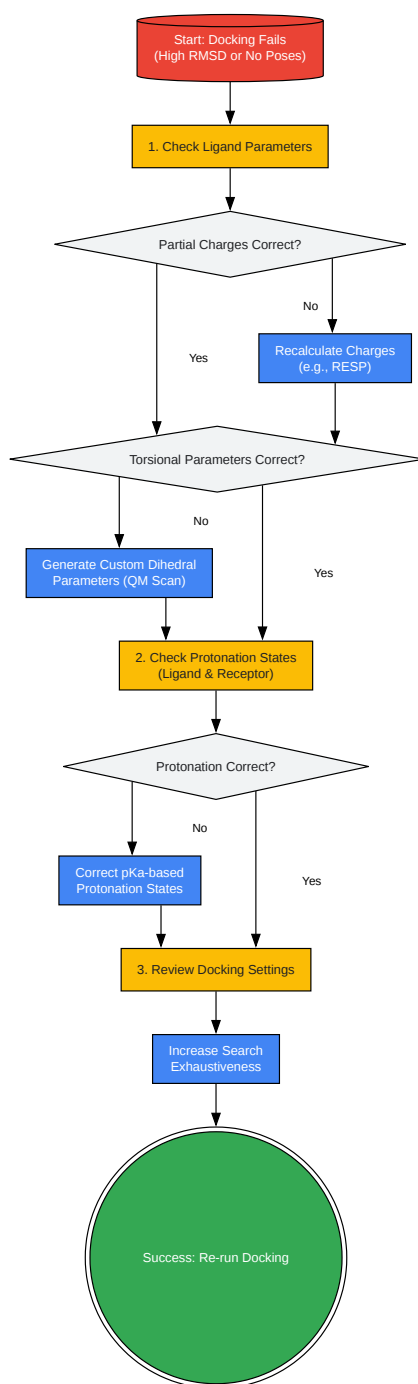 Start: Docking Fails
(High RMSD or No Poses)
1. Check Ligand Parameters
Partial Charges Correct?
No
Recalculate Charges
(e.g., RESP)
Yes
Torsional Parameters Correct?
No
Generate Custom Dihedral
Parameters (QM Scan)
Yes
2. Check Protonation States
(Ligand & Receptor)
Protonation Correct?
No
Correct pKa-based
Protonation States
Yes
3. Review Docking Settings
Increase Search
Exhaustiveness
Success: Re-run Docking